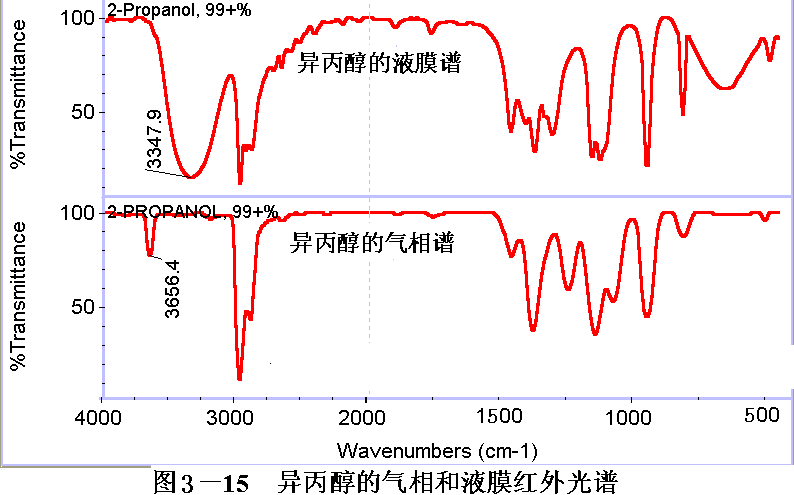 2-Propanol, 99+%
异丙醇的液膜谱
%Transmittance
100
50
3347.9
2-PROPANOL, 99+%
异丙醇的气相谱
%Transmittance
100
50
3656.4
4000 3000 2000 1500 1000 500
Wavenumbers (cm-1)
图3－15 异丙醇的气相和液膜红外光谱